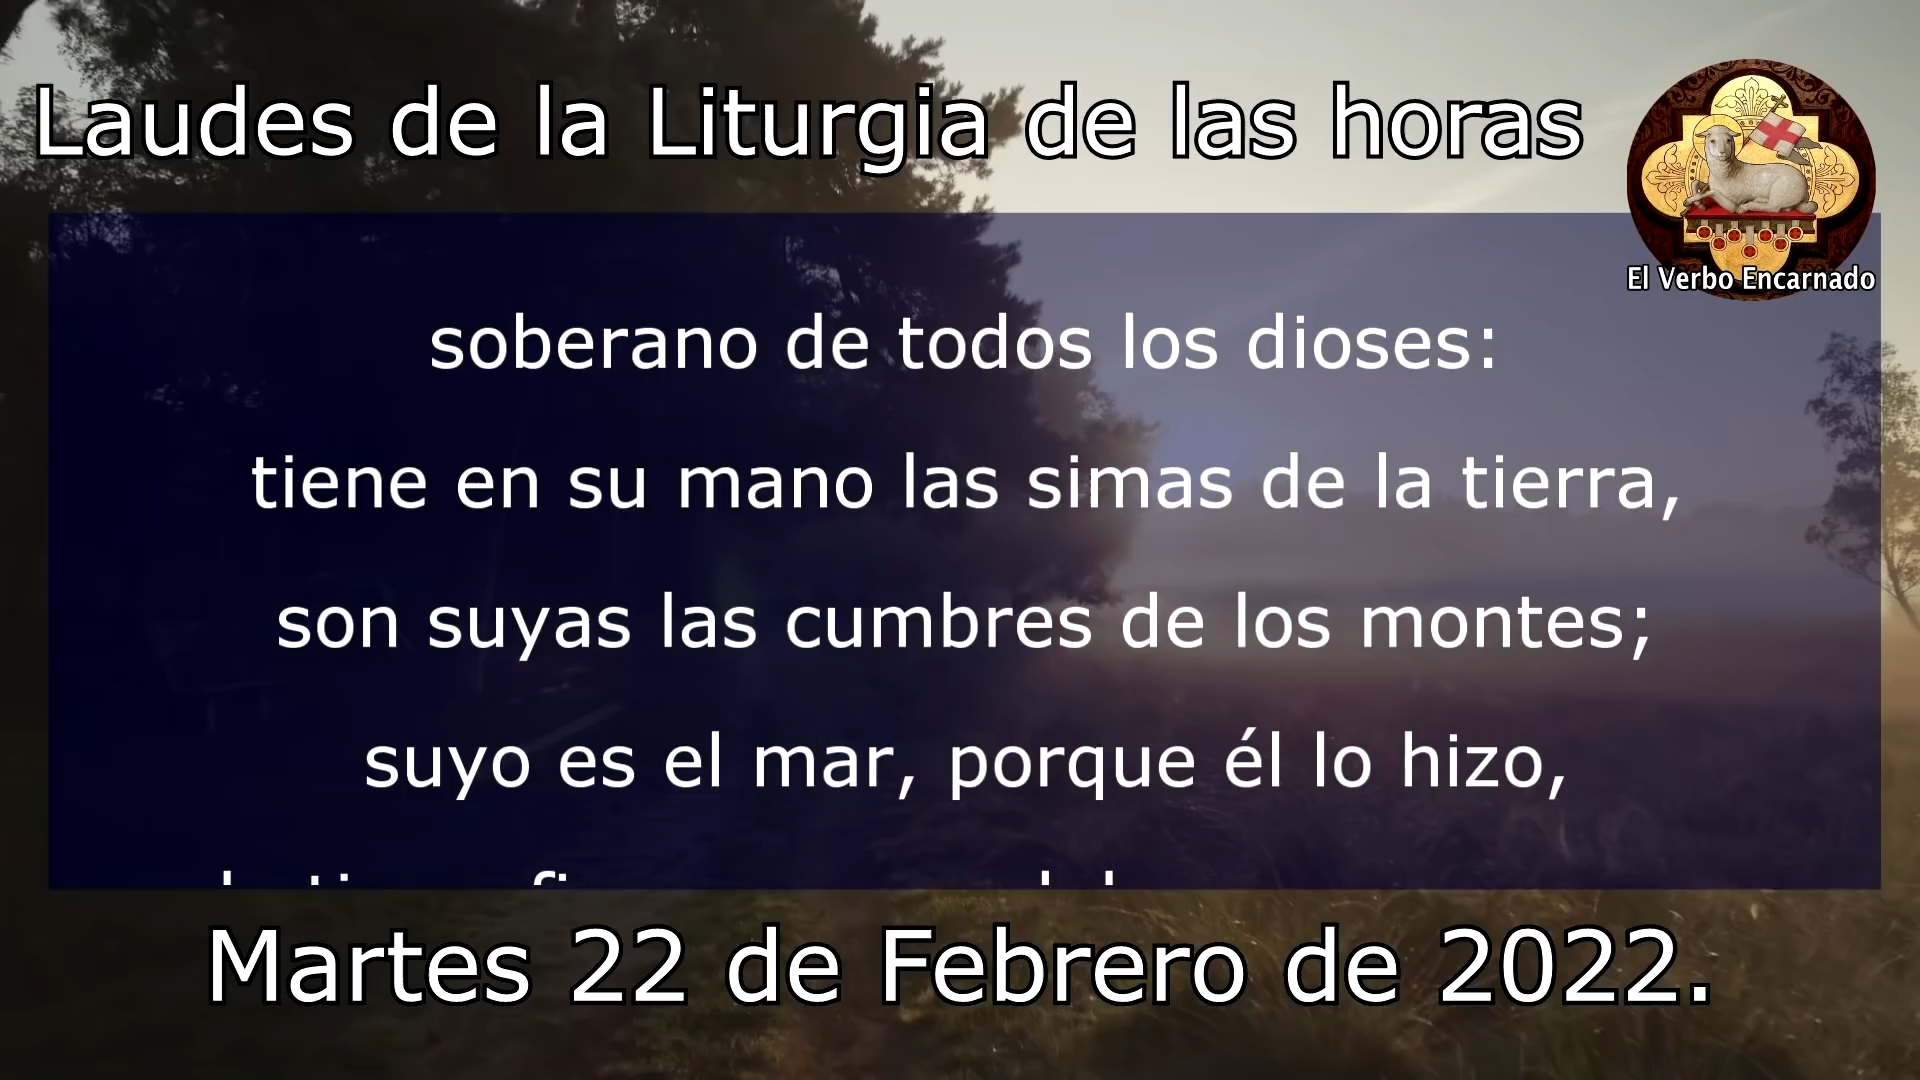 Laudes de la Liturgia de las horas
El Verbo Encarnado
soberano de todos los dioses:
tiene en su mano las simas de la tierra,
son suyas las cumbres de los montes;
suyo es el mar, porque él lo hizo,
Martes 22 de Febrero de 2022.